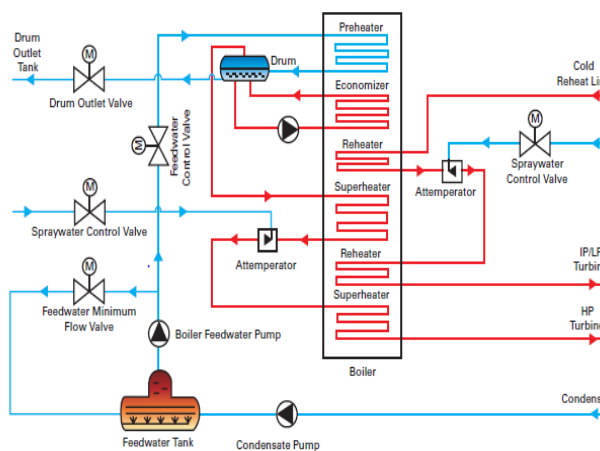 Drum
Outlet
Tank
M
Drum Outlet Valve
Drum
Preheater
Economizer
Reheater
Superheater
Reheater
Superheater
Boiler
M
Feedwater
Control Valve
M
Spraywater Control Valve
Attemperator
M
Feedwater Minimum
Flow Valve
Boiler Feedwater Pump
Feedwater Tank
Condensate Pump
Cold
Reheat Lin
M
Spraywater
Control Valve
Attemperator
IP/LP
Turbin
HP
Turbine
Condens